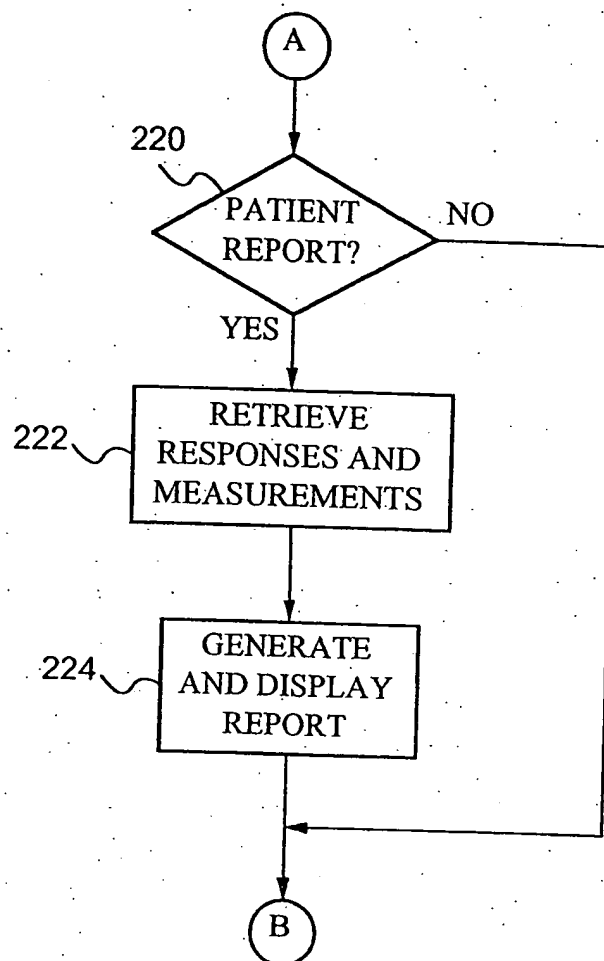 A
220
PATIENT
REPORT?
NO
YES
222
RETRIEVE
RESPONSES AND
MEASUREMENTS
224
GENERATE
AND DISPLAY
REPORT
B